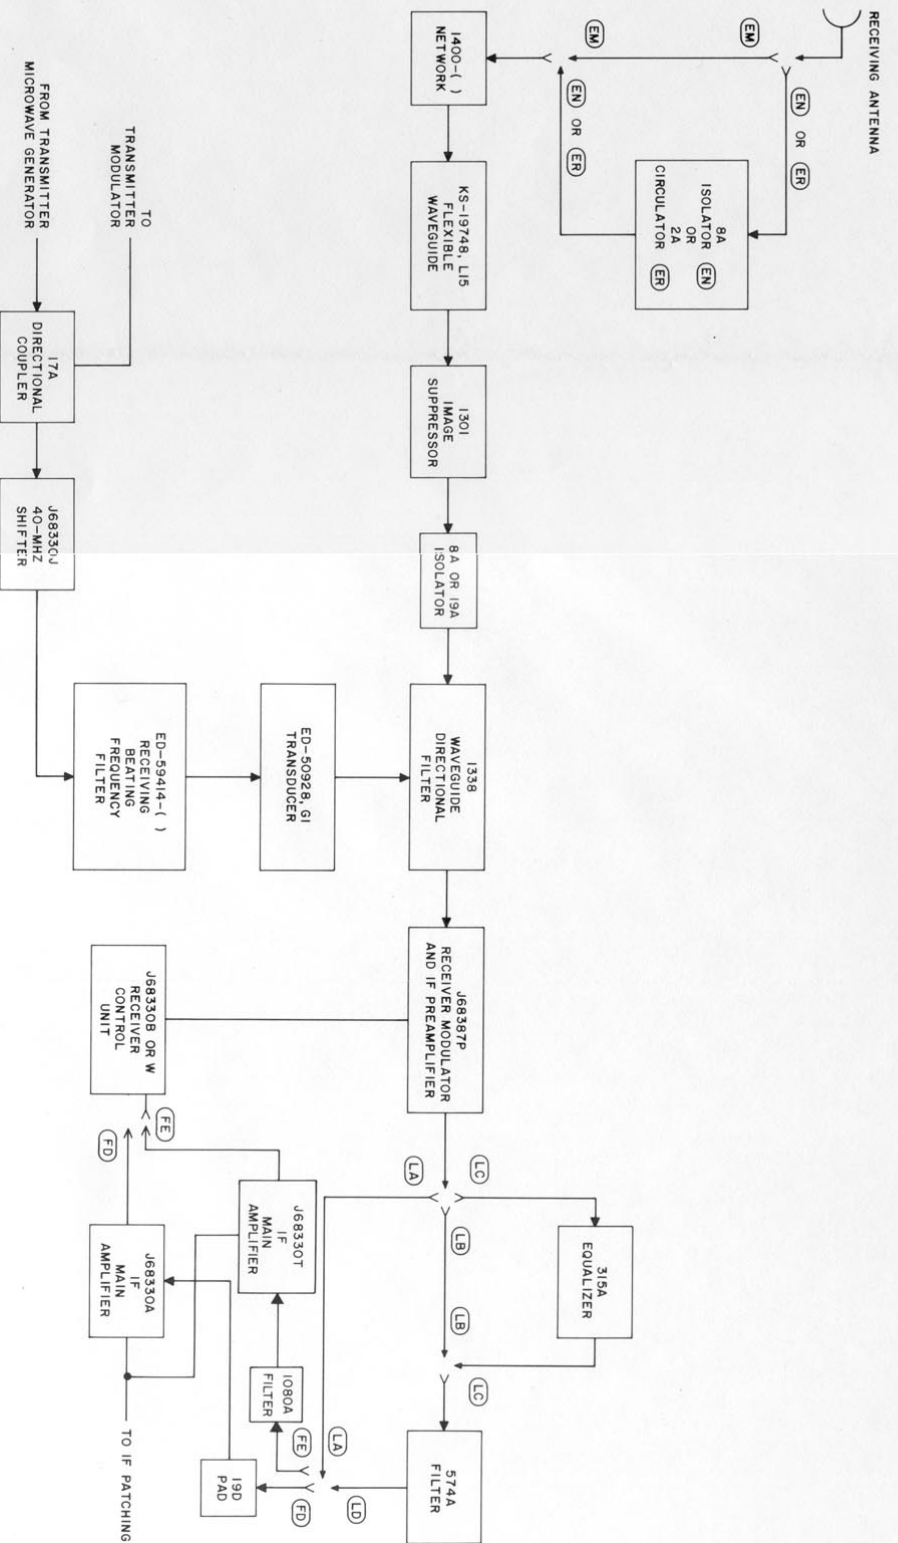 RECEIVING ANTENNA
EM
EN OR ER
8A
ISOLATOR EN
OR
2A
CIRCULATOR ER
EM
EN OR ER
1400-( )
NETWORK
KS-19748, L15
FLEXIBLE
WAVEGUIDE
1301
IMAGE
SUPPRESSOR
8A OR 19A
ISOLATOR
1338
WAVEGUIDE
DIRECTIONAL
FILTER
J68387P
RECEIVER MODULATOR
AND IF PREAMPLIFIER
LC
LA
LB
LB
315A
EQUALIZER
LC
574A
FILTER
LD
LA
FE
FD
1080A
FILTER
19D
PAD
J68330T
IF
MAIN
AMPLIFIER
J68330A
IF
MAIN
AMPLIFIER
FE
FD
J68330B OR W
RECEIVER
CONTROL
UNIT
TO IF PATCHING
ED-50928, G1
TRANSDUCER
ED-59414-( )
RECEIVING
BEATING
FREQUENCY
FILTER
TO
TRANSMITTER
MODULATOR
FROM TRANSMITTER
MICROWAVE GENERATOR
17A
DIRECTIONAL
COUPLER
J68330J
40-MHZ
SHIFTER